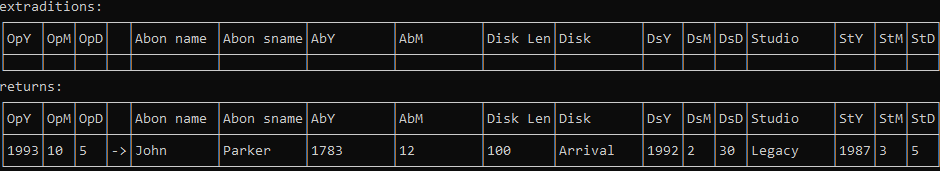 extraditions:
OpY OpM OpD Abon name Abon sname AbY AbM Disk Len Disk DsY DsM DsD Studio StY StM StD
returns:
OpY OpM OpD Abon name Abon sname AbY AbM Disk Len Disk DsY DsM DsD Studio StY StM StD
1993 10 5 -> John Parker 1783 12 100 Arrival 1992 2 30 Legacy 1987 3 5